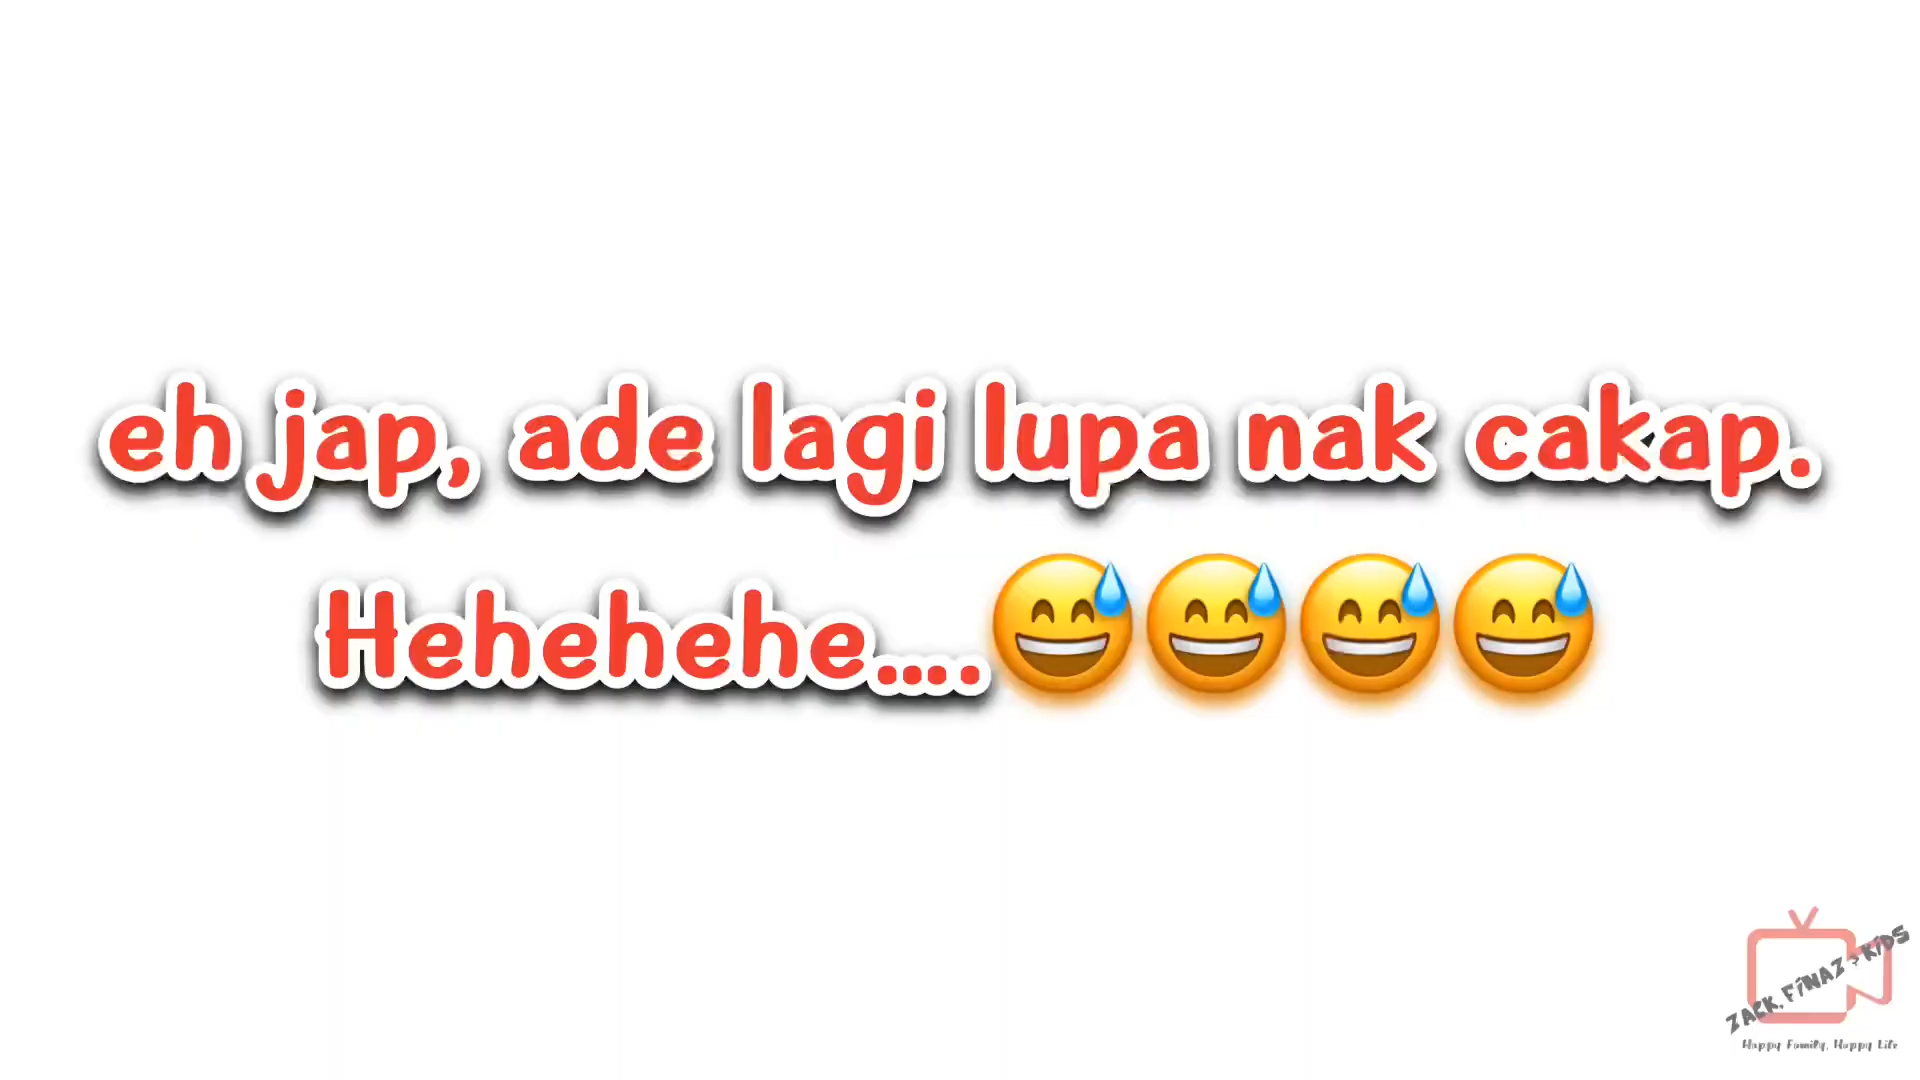 eh jap, ade lagi lupa nak cakap.
Hehehehe....😅😅😅😅
ZACK, FINAZ & KIDS
Happy Family, Happy Life